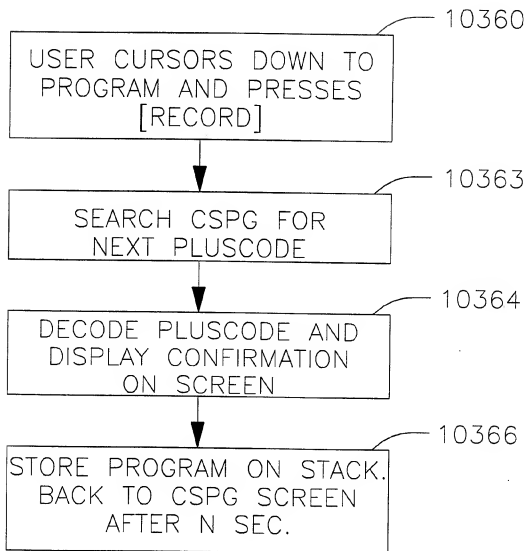 10360
USER CURSORS DOWN TO
PROGRAM AND PRESSES
[RECORD]
10363
SEARCH CSPG FOR
NEXT PLUSCODE
10364
DECODE PLUSCODE AND
DISPLAY CONFIRMATION
ON SCREEN
10366
STORE PROGRAM ON STACK.
BACK TO CSPG SCREEN
AFTER N SEC.